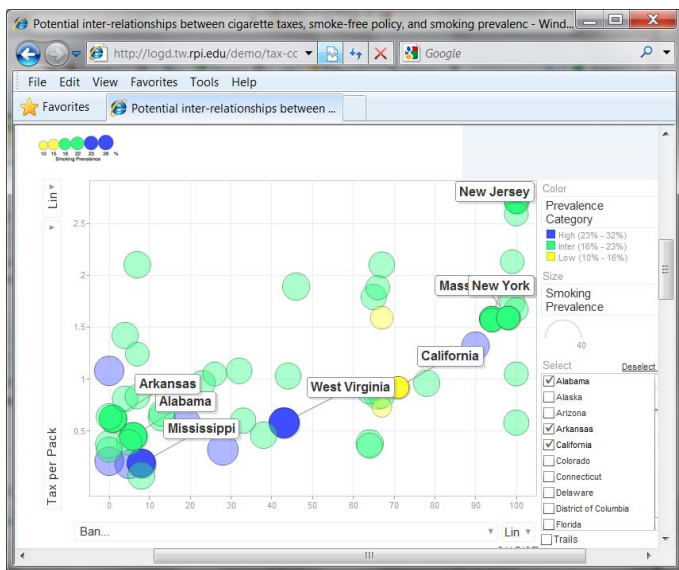 Potential inter-relationships between cigarette taxes, smoke-free policy, and smoking prevalenc - Wind...
http://logd.tw.rpi.edu/demo/tax-cc
Google
File Edit View Favorites Tools Help
Favorites
Potential inter-relationships between ...
10 15 16 22 23 28 %
Smoking Prevalence
Lin
Tax per Pack
2.5
2
1.5
1
0.5
New Jersey
Mass
New York
California
West Virginia
Arkansas
Alabama
Mississippi
0 10 20 30 40 50 60 70 80 90 100
Ban...
Lin
Color
Prevalence
Category
High (23% - 32%)
Inter (16% - 23%)
Low (10% - 16%)
Size
Smoking
Prevalence
40
Select Deselect
Alabama
Alaska
Arizona
Arkansas
California
Colorado
Connecticut
Delaware
District of Columbia
Florida
Trails